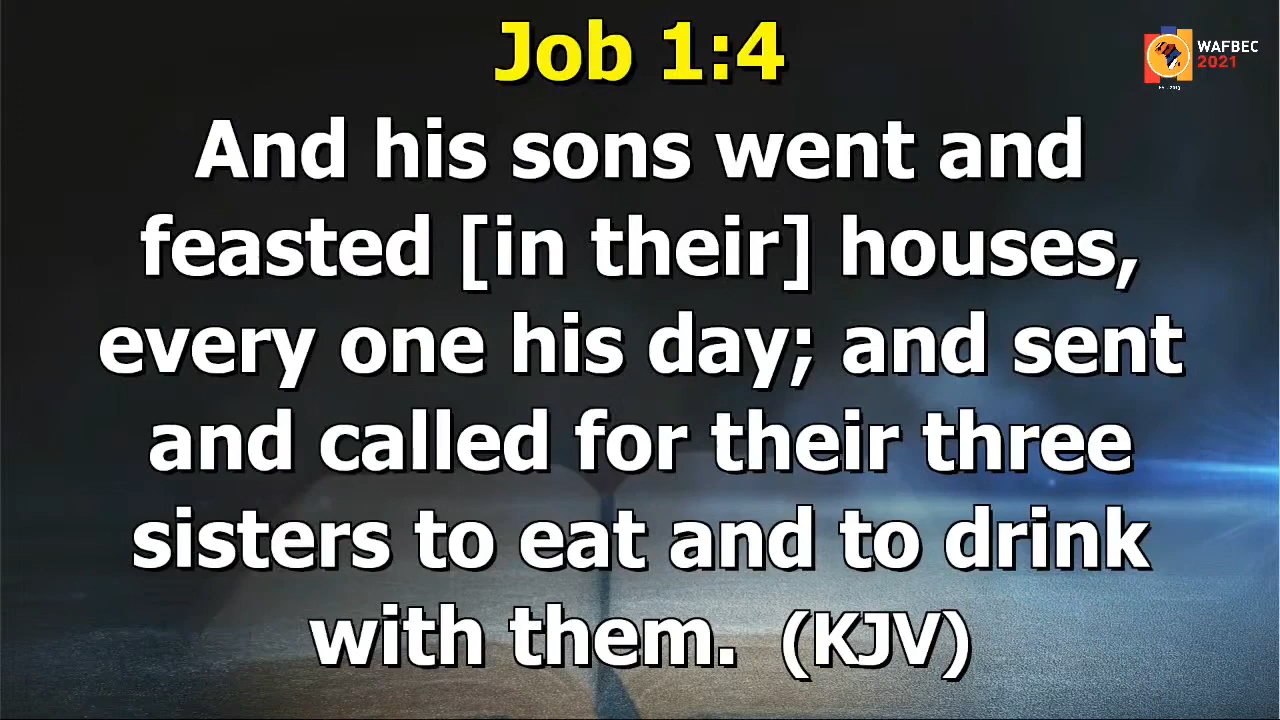 Job 1:4
WAFBEC
2021
And his sons went and
feasted [in their] houses,
every one his day; and sent
and called for their three
sisters to eat and to drink
with them. (KJV)